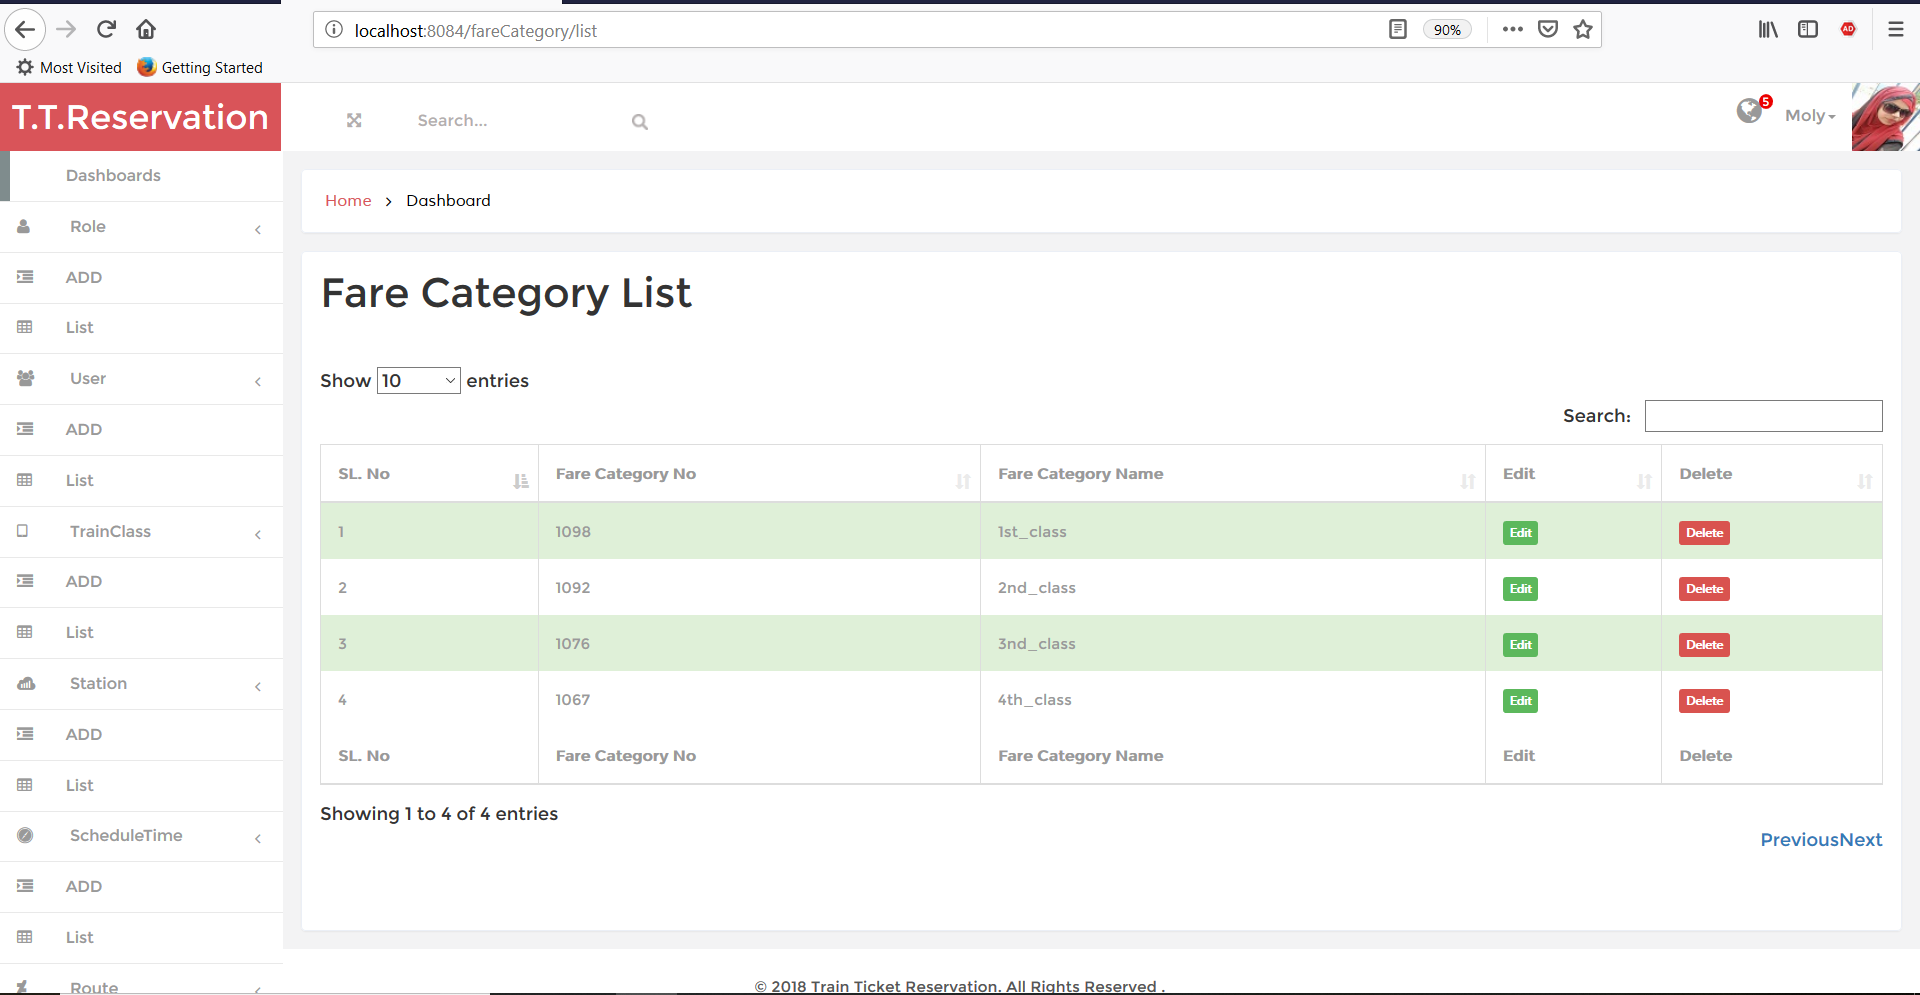 localhost:8084/fareCategory/list
90%
Most Visited
Getting Started
T.T.Reservation
Search...
5
Moly
Dashboards
Role
ADD
List
User
ADD
List
TrainClass
ADD
List
Station
ADD
List
ScheduleTime
ADD
List
Route
Home > Dashboard
Fare Category List
Show 10 entries
Search:
SL. No Fare Category No Fare Category Name Edit Delete
1 1098 1st_class Edit Delete
2 1092 2nd_class Edit Delete
3 1076 3nd_class Edit Delete
4 1067 4th_class Edit Delete
SL. No Fare Category No Fare Category Name Edit Delete
Showing 1 to 4 of 4 entries
PreviousNext
© 2018 Train Ticket Reservation. All Rights Reserved .